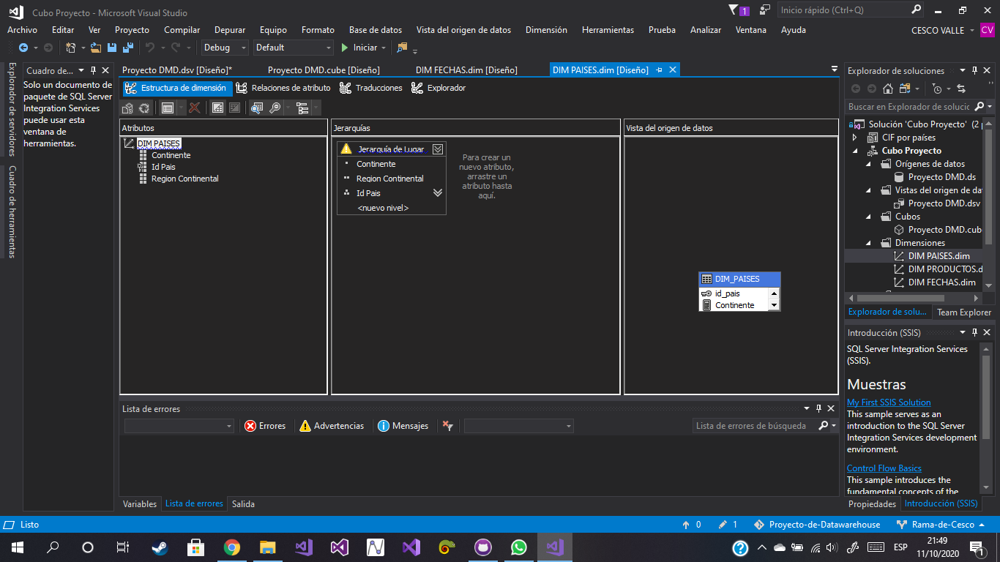 Cubo Proyecto - Microsoft Visual Studio
1
Inicio rápido (Ctrl+Q)
Archivo Editar Ver Proyecto Compilar Depurar Equipo Formato Base de datos Vista del origen de datos Dimensión Herramientas Prueba Analizar Ventana Ayuda
CESCO VALLE CV
Debug Default Iniciar
Explorador de servidores
Cuadro de herramientas
Cuadro de...
Solo un documento de
paquete de SQL Server
Integration Services
puede usar esta
ventana de
herramientas.
Proyecto DMD.dsv [Diseño]* Proyecto DMD.cube [Diseño] DIM FECHAS.dim [Diseño] DIM PAISES.dim [Diseño]
Estructura de dimensión Relaciones de atributo Traducciones Explorador
Atributos
DIM PAISES
Continente
Id Pais
Region Continental
Jerarquías
Jerarquía de Lugar
Continente
Region Continental
Id Pais
<nuevo nivel>
Para crear un
nuevo atributo,
arrastre un
atributo hasta
aquí.
Vista del origen de datos
DIM_PAISES
id_pais
Continente
Lista de errores
Errores Advertencias Mensajes
Lista de errores de búsqueda
Variables Lista de errores Salida
Explorador de soluciones
Buscar en Explorador de solucio
Solución 'Cubo Proyecto' (2 p
CIF por países
Cubo Proyecto
Orígenes de datos
Proyecto DMD.ds
Vistas del origen de dat
Proyecto DMD.dsv
Cubos
Proyecto DMD.cub
Dimensiones
DIM PAISES.dim
DIM PRODUCTOS.d
DIM FECHAS.dim
Explorador de solu... Team Explorer
Introducción (SSIS)
SQL Server Integration Services
(SSIS).
Muestras
My First SSIS Solution
This sample serves as an
introduction to the SQL Server
Integration Services development
environment.
Control Flow Basics
This sample introduces the
fundamental concepts of the
Propiedades Introducción (SSIS)
Listo
0 1 Proyecto-de-Datawarehouse Rama-de-Cesco
ESP
21:49
11/10/2020
1